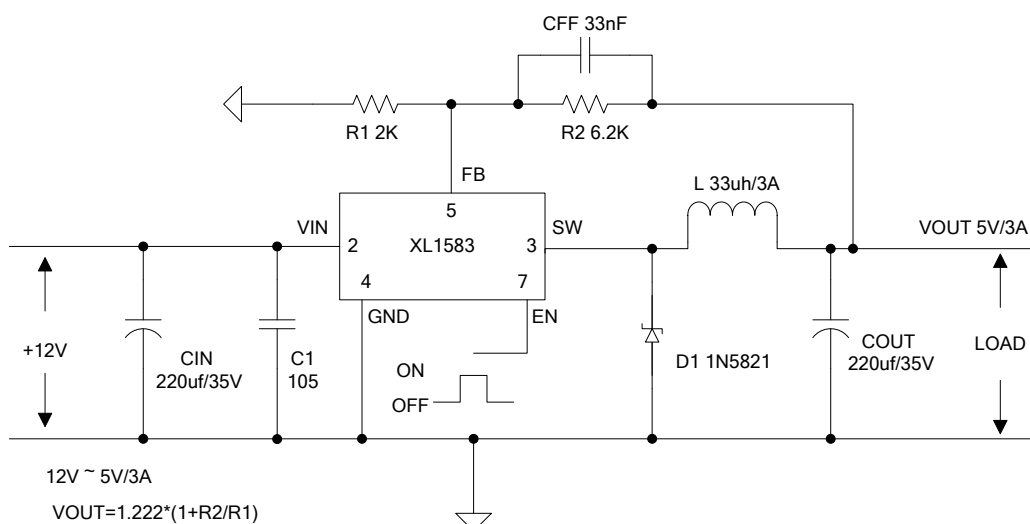 CFF 33nF
R1 2K
R2 6.2K
FB
L 33uh/3A
5
VIN
SW
VOUT 5V/3A
2
XL1583
3
4
7
GND
EN
+12V
CIN
220uf/35V
C1
105
ON
OFF
D1 1N5821
COUT
220uf/35V
LOAD
12V ~ 5V/3A
VOUT=1.222*(1+R2/R1)